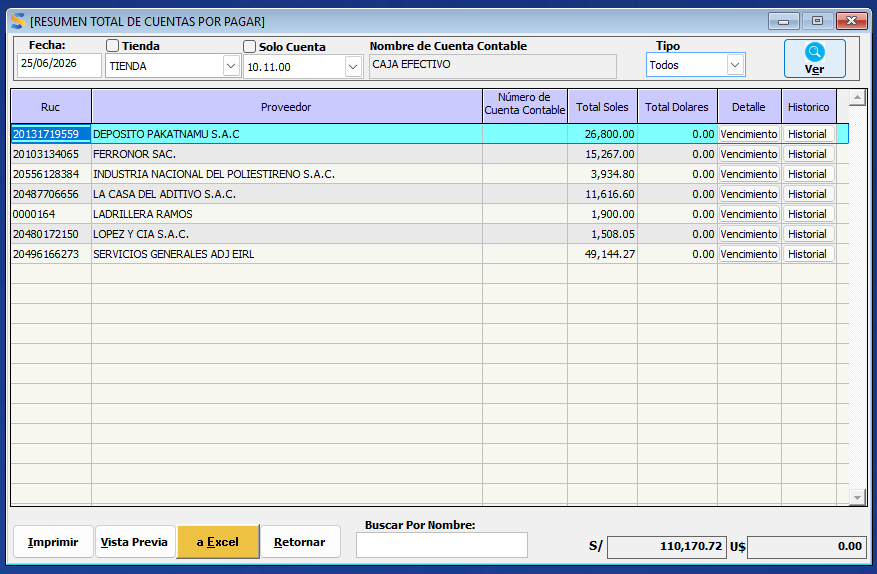 [RESUMEN TOTAL DE CUENTAS POR PAGAR]
Fecha: Tienda Solo Cuenta Nombre de Cuenta Contable Tipo
25/06/2026 TIENDA 10.11.00 CAJA EFECTIVO Todos Ver
Ruc Proveedor Número de Cuenta Contable Total Soles Total Dolares Detalle Historico
20131719559 DEPOSITO PAKATNAMU S.A.C 26,800.00 0.00 Vencimiento Historial
20103134065 FERRONOR SAC. 15,267.00 0.00 Vencimiento Historial
20556128384 INDUSTRIA NACIONAL DEL POLIESTIRENO S.A.C. 3,934.80 0.00 Vencimiento Historial
20487706656 LA CASA DEL ADITIVO S.A.C. 11,616.60 0.00 Vencimiento Historial
0000164 LADRILLERA RAMOS 1,900.00 0.00 Vencimiento Historial
20480172150 LOPEZ Y CIA S.A.C. 1,508.05 0.00 Vencimiento Historial
20496166273 SERVICIOS GENERALES ADJ EIRL 49,144.27 0.00 Vencimiento Historial
Buscar Por Nombre:
Imprimir Vista Previa a Excel Retornar S/ 110,170.72 U$ 0.00